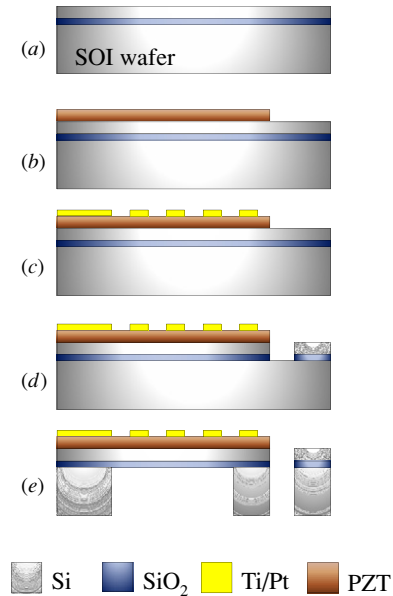 (a)
SOI wafer
(b)
(c)
(d)
(e)
Si SiO₂ Ti/Pt PZT